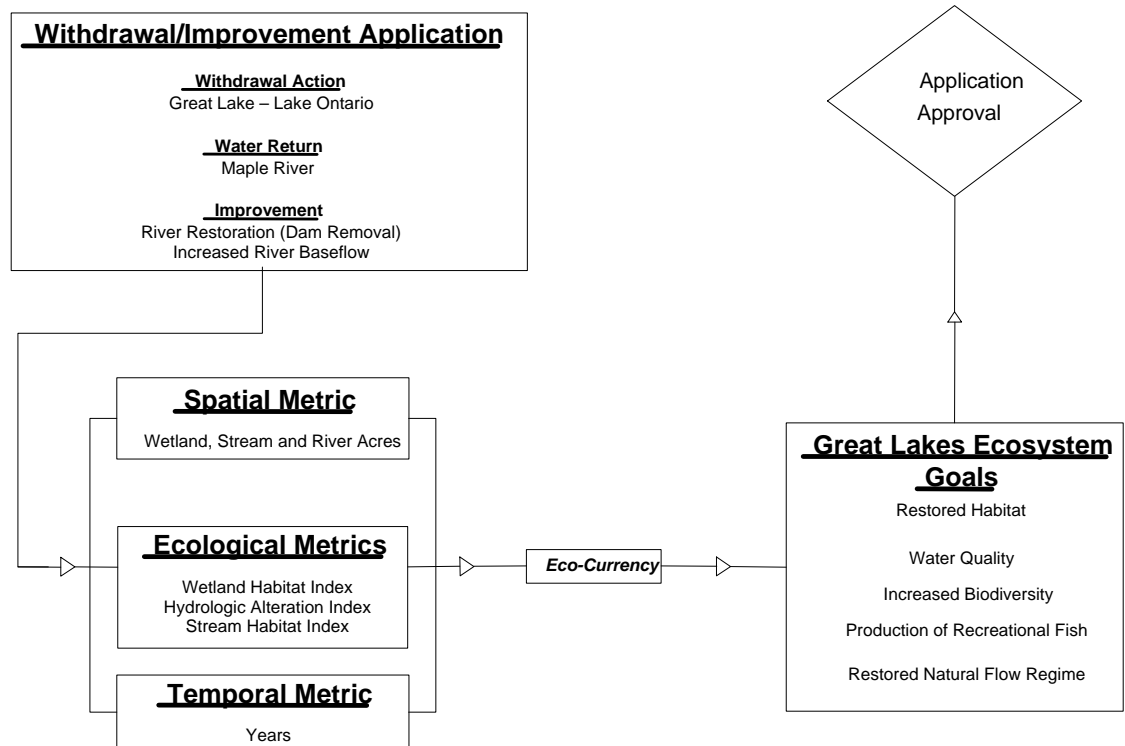 Withdrawal/Improvement Application
Withdrawal Action
Great Lake – Lake Ontario
Water Return
Maple River
Improvement
River Restoration (Dam Removal)
Increased River Baseflow
Spatial Metric
Wetland, Stream and River Acres
Ecological Metrics
Wetland Habitat Index
Hydrologic Alteration Index
Stream Habitat Index
Temporal Metric
Years
Eco-Currency
Great Lakes Ecosystem
Goals
Restored Habitat
Water Quality
Increased Biodiversity
Production of Recreational Fish
Restored Natural Flow Regime
Application
Approval